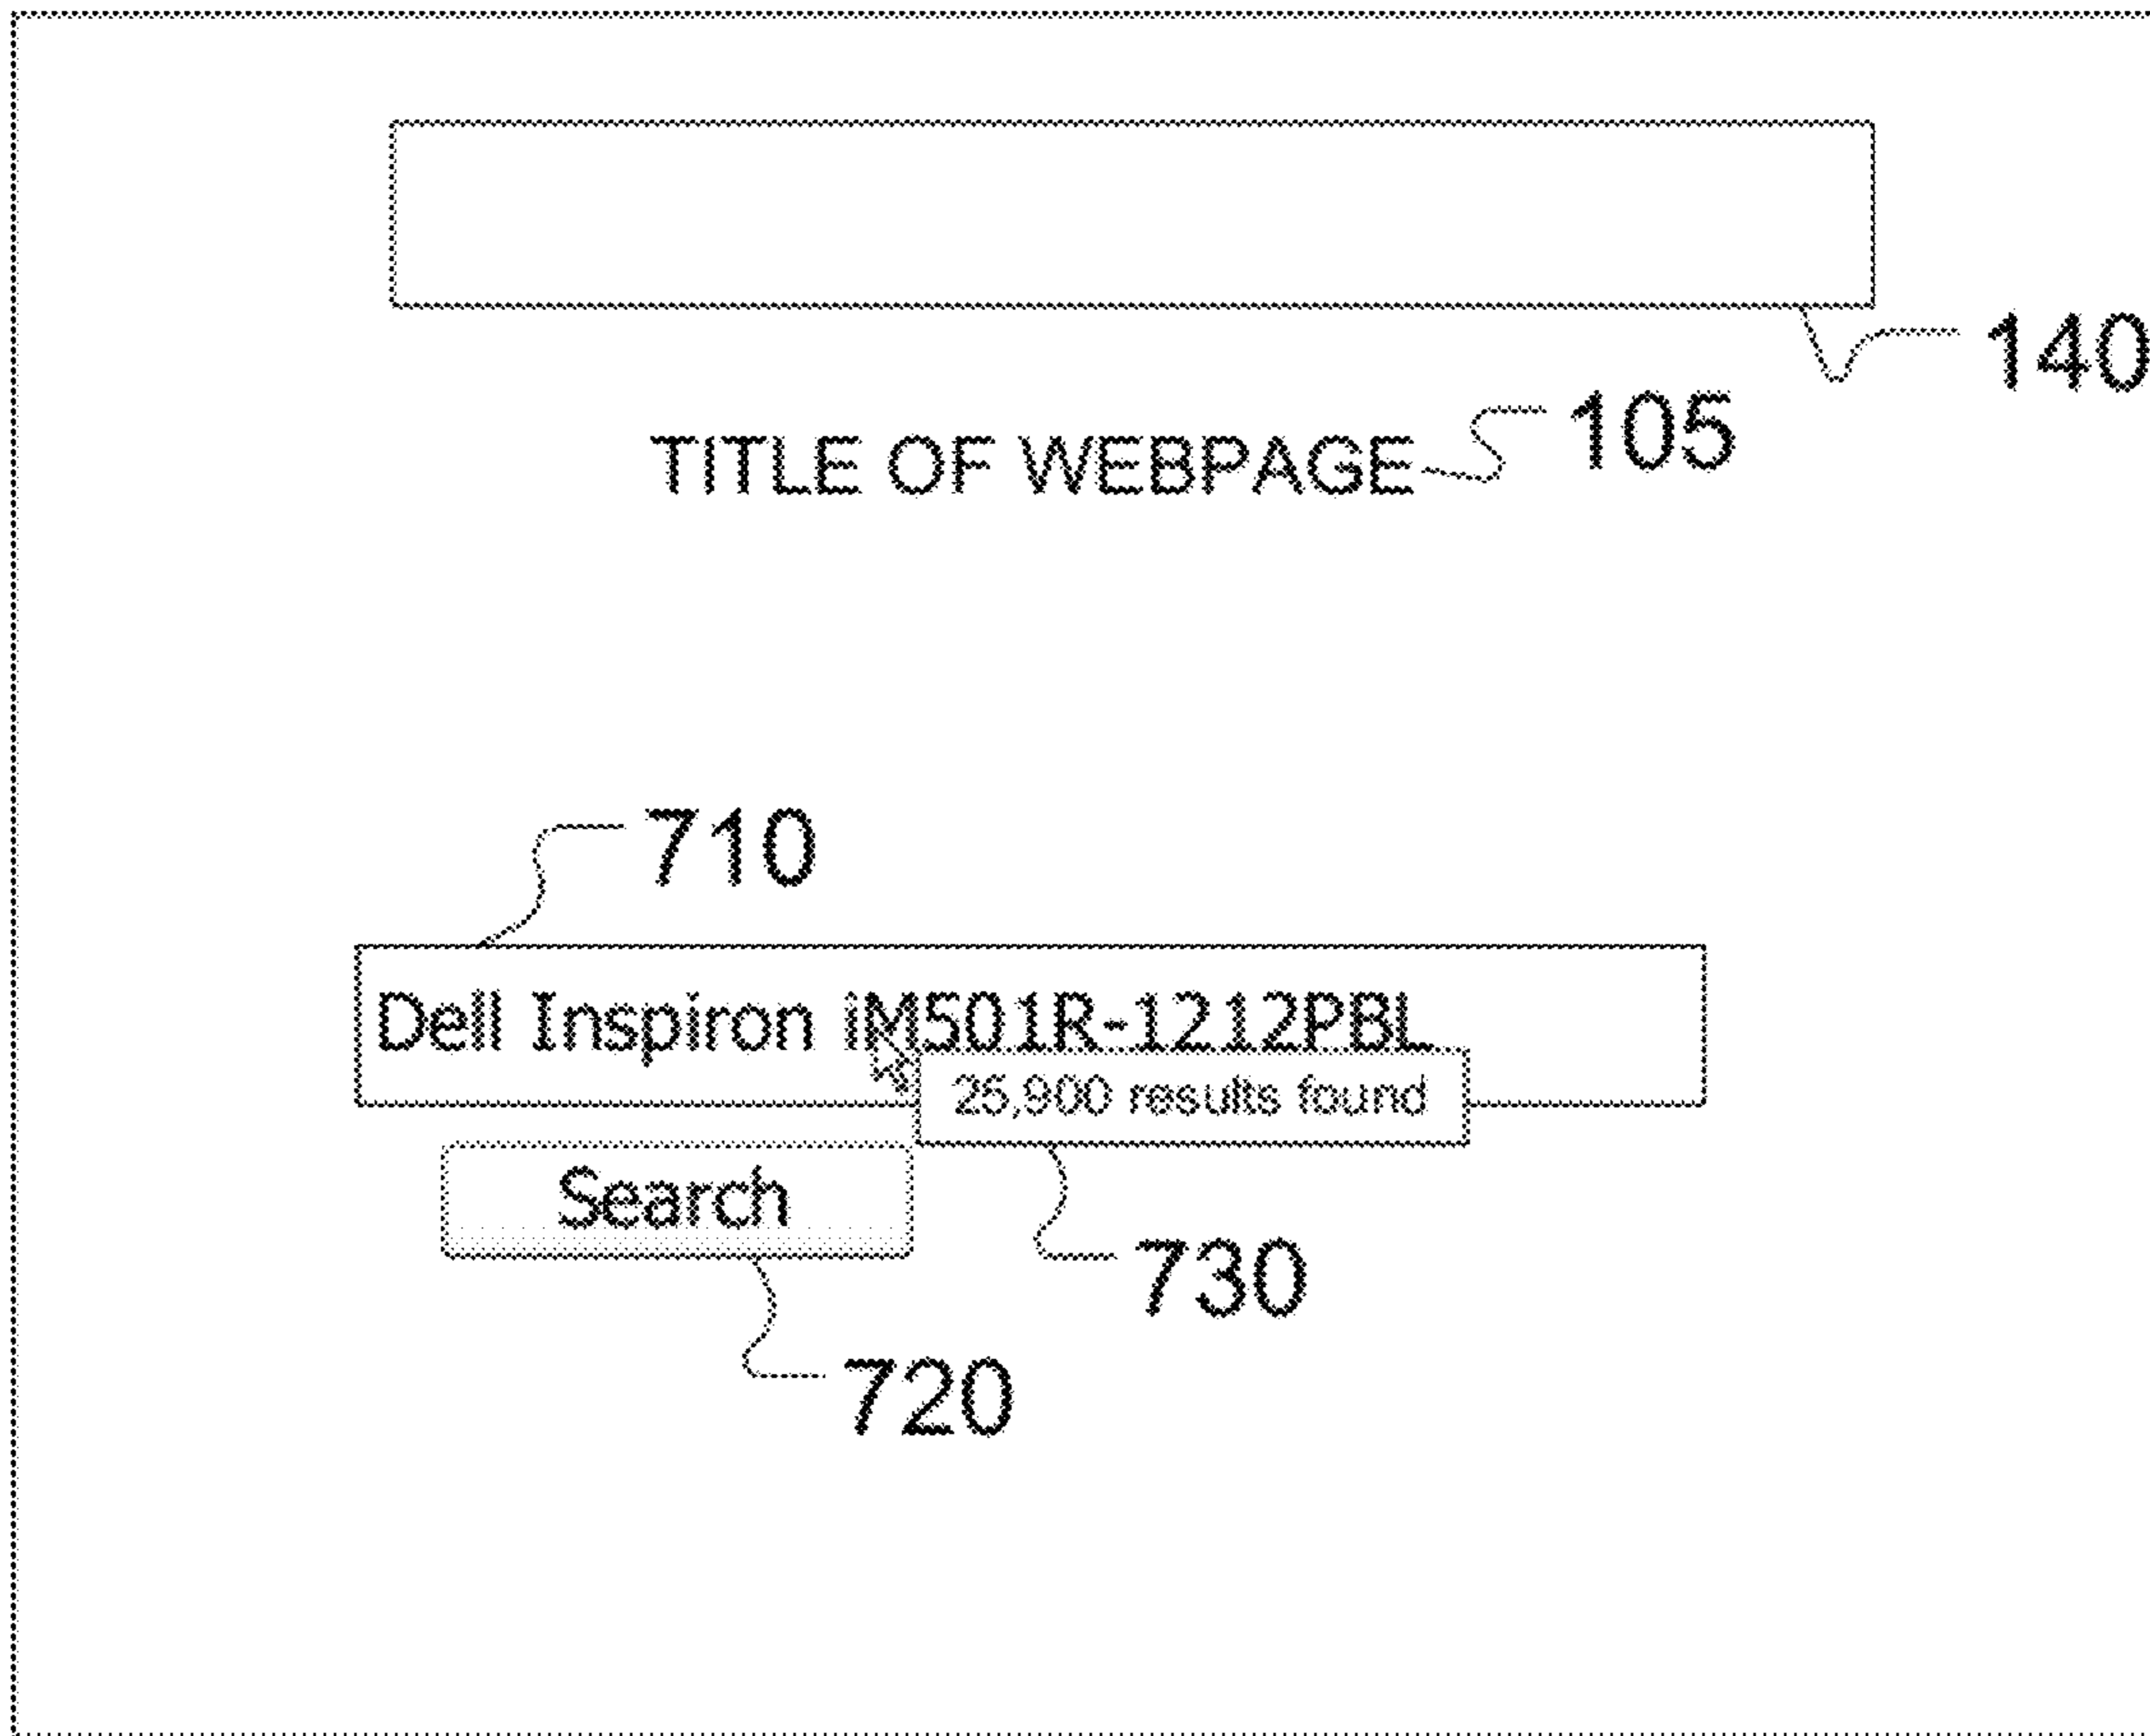 140
105
TITLE OF WEBPAGE
710
Dell Inspiron iM501R-1212PBL
25,900 results found
Search
730
720